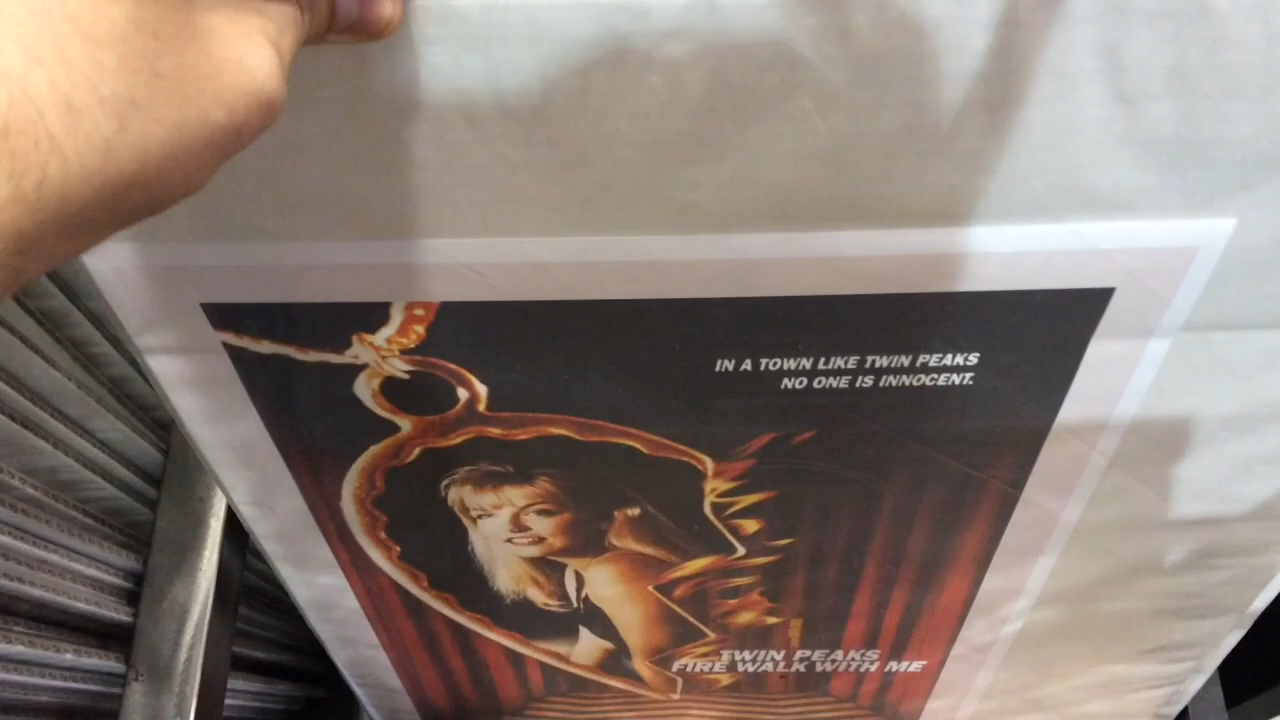 IN A TOWN LIKE TWIN PEAKS
NO ONE IS INNOCENT.
TWIN PEAKS
FIRE WALK WITH ME